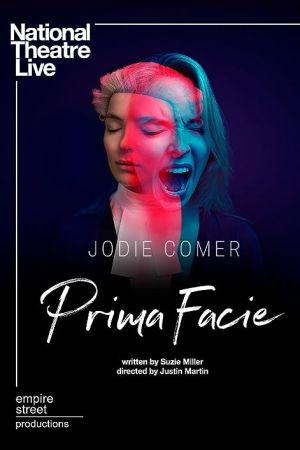 National
Theatre
Live
JODIE COMER
Prima Facie
written by Suzie Miller
directed by Justin Martin
empire
street
productions